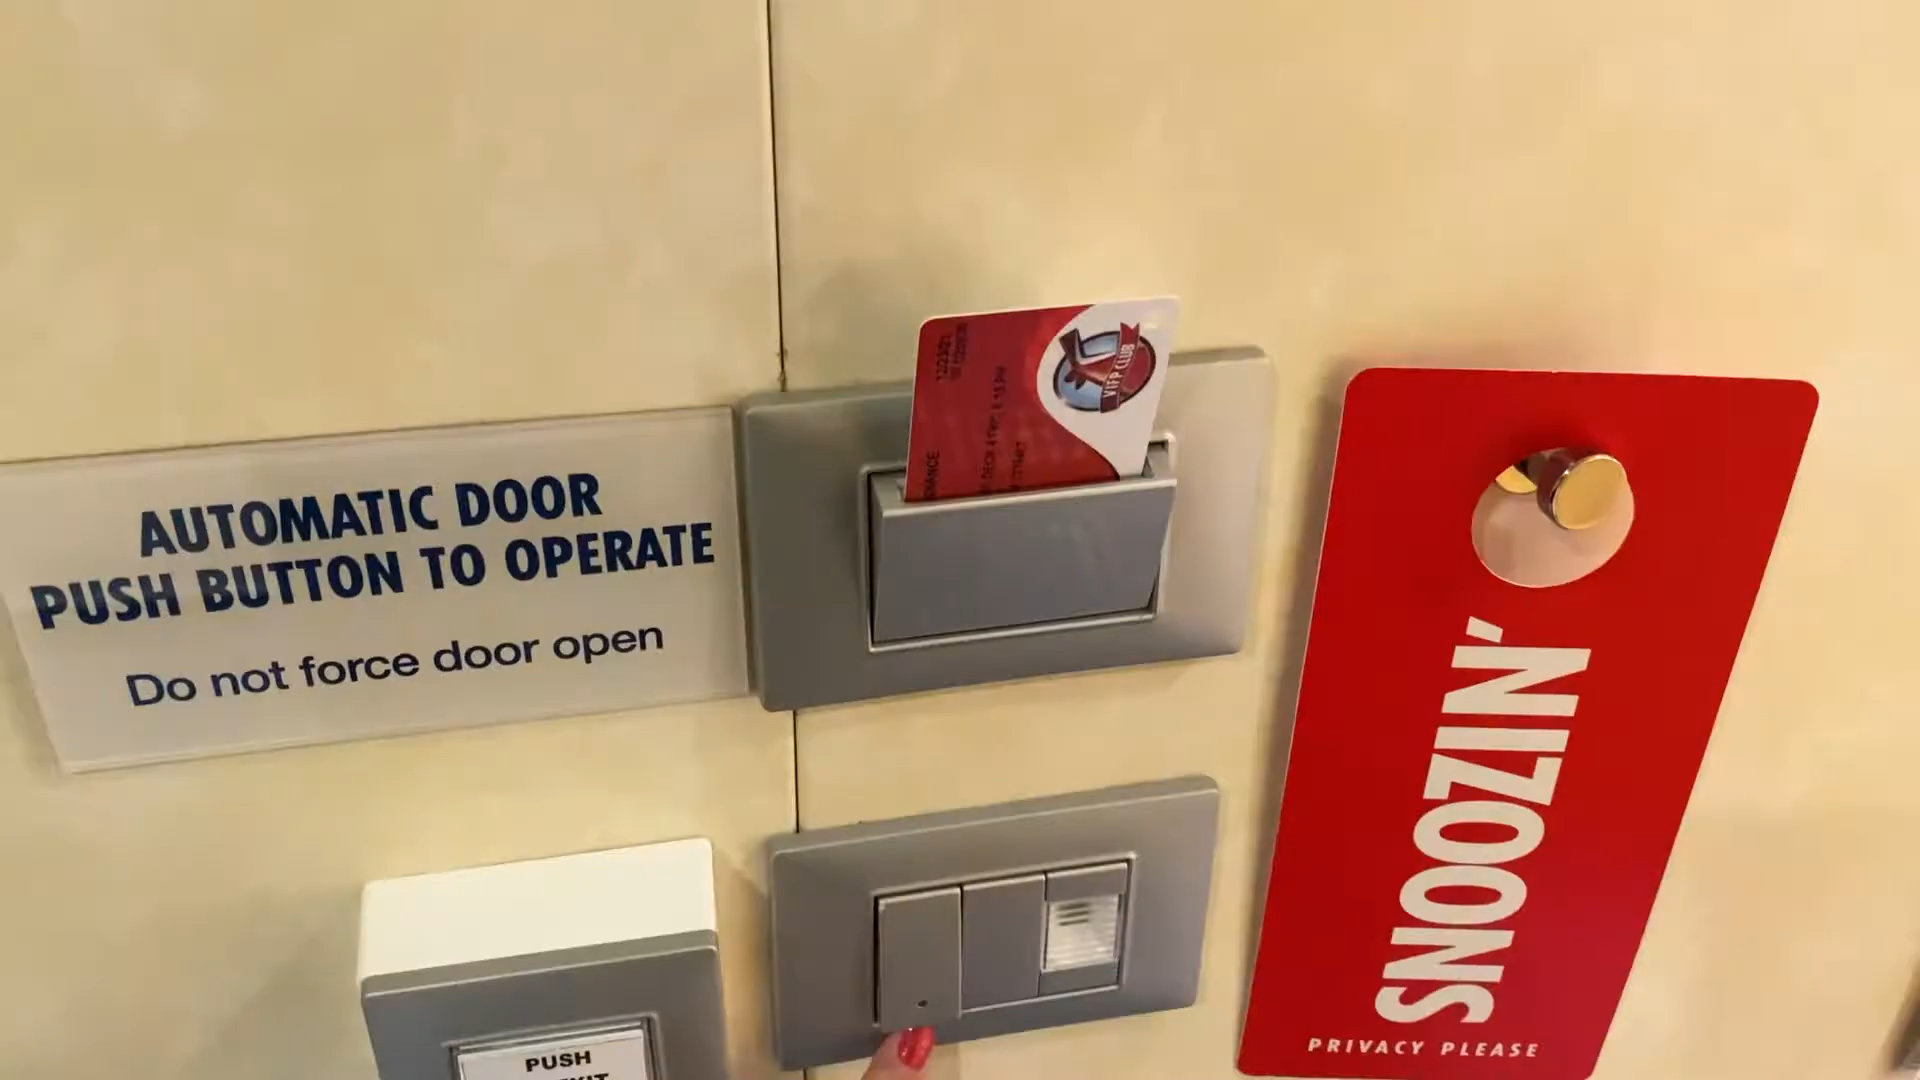 AUTOMATIC DOOR
PUSH BUTTON TO OPERATE
Do not force door open
VIFP CLUB
SNOOZIN'
PRIVACY PLEASE
PUSH